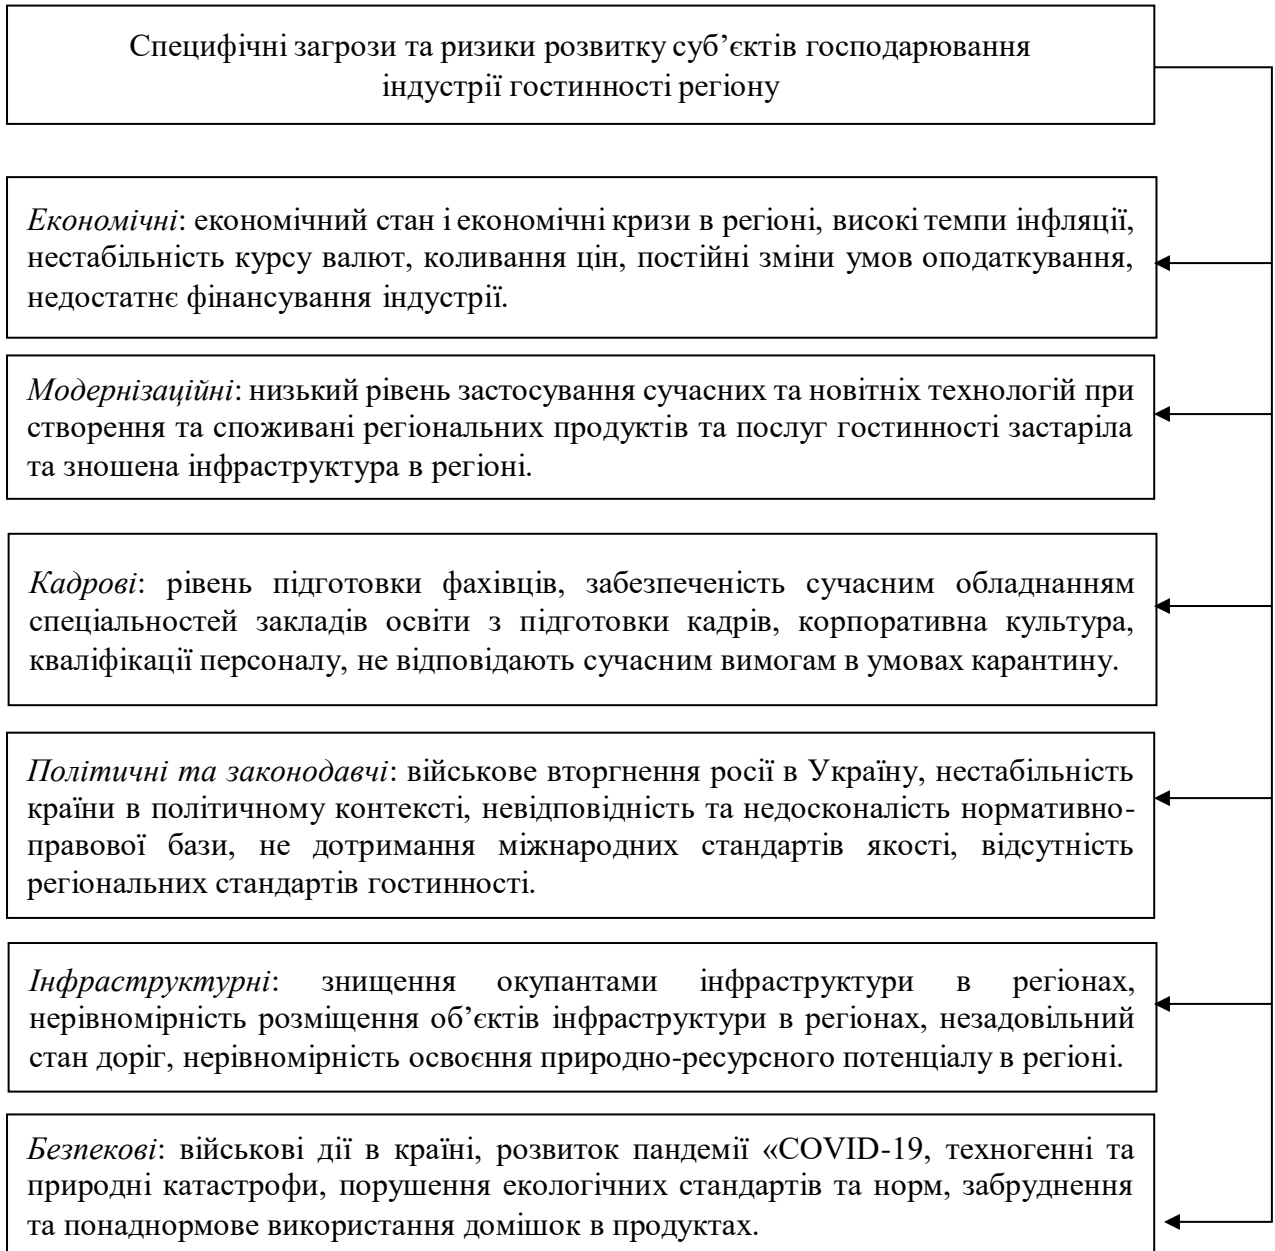 Специфічні загрози та ризики розвитку суб’єктів господарювання
індустрії гостинності регіону
Економічні: економічний стан і економічні кризи в регіоні, високі темпи інфляції,
нестабільність курсу валют, коливання цін, постійні зміни умов оподаткування,
недостатнє фінансування індустрії.
Модернізаційні: низький рівень застосування сучасних та новітніх технологій при
створення та споживані регіональних продуктів та послуг гостинності застаріла
та зношена інфраструктура в регіоні.
Кадрові: рівень підготовки фахівців, забезпеченість сучасним обладнанням
спеціальностей закладів освіти з підготовки кадрів, корпоративна культура,
кваліфікації персоналу, не відповідають сучасним вимогам в умовах карантину.
Політичні та законодавчі: військове вторгнення росії в Україну, нестабільність
країни в політичному контексті, невідповідність та недосконалість нормативно-
правової бази, не дотримання міжнародних стандартів якості, відсутність
регіональних стандартів гостинності.
Інфраструктурні: знищення окупантами інфраструктури в регіонах,
нерівномірність розміщення об’єктів інфраструктури в регіонах, незадовільний
стан доріг, нерівномірність освоєння природно-ресурсного потенціалу в регіоні.
Безпекові: військові дії в країні, розвиток пандемії «COVID-19, техногенні та
природні катастрофи, порушення екологічних стандартів та норм, забруднення
та понаднормове використання домішок в продуктах.